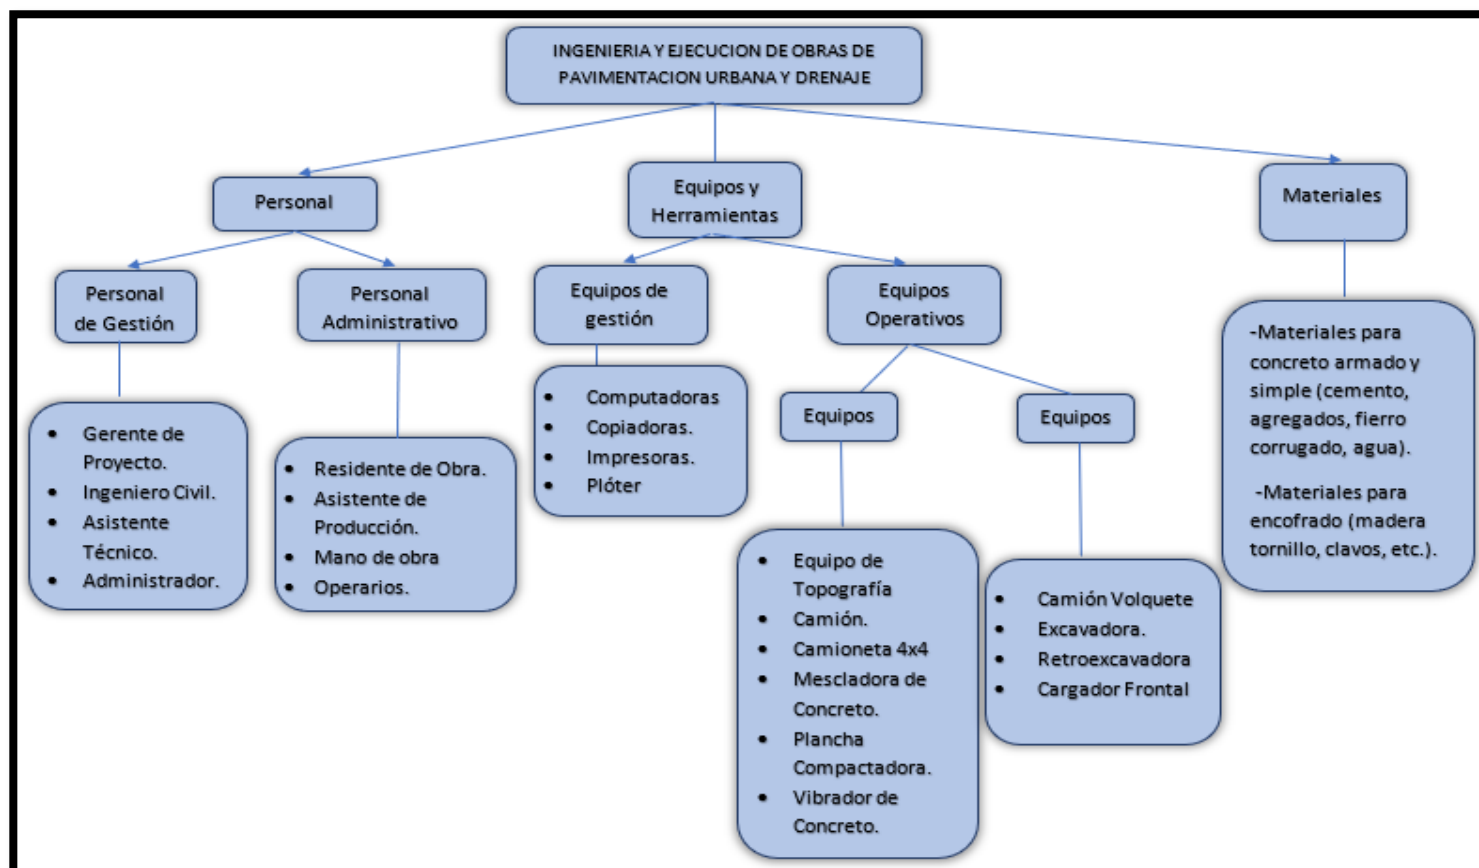 INGENIERIA Y EJECUCION DE OBRAS DE
PAVIMENTACION URBANA Y DRENAJE
Personal
Equipos y
Herramientas
Materiales
Personal
de Gestión
Personal
Administrativo
Equipos de
gestión
Equipos
Operativos
• Gerente de
Proyecto.
• Ingeniero Civil.
• Asistente
Técnico.
• Administrador.
• Residente de Obra.
• Asistente de
Producción.
• Mano de obra
• Operarios.
• Computadoras
• Copiadoras.
• Impresoras.
• Plóter
Equipos
Equipos
• Equipo de
Topografía
• Camión.
• Camioneta 4x4
• Mescladora de
Concreto.
• Plancha
Compactadora.
• Vibrador de
Concreto.
• Camión Volquete
• Excavadora.
• Retroexcavadora
• Cargador Frontal
-Materiales para
concreto armado y
simple (cemento,
agregados, fierro
corrugado, agua).
-Materiales para
encofrado (madera
tornillo, clavos, etc.).